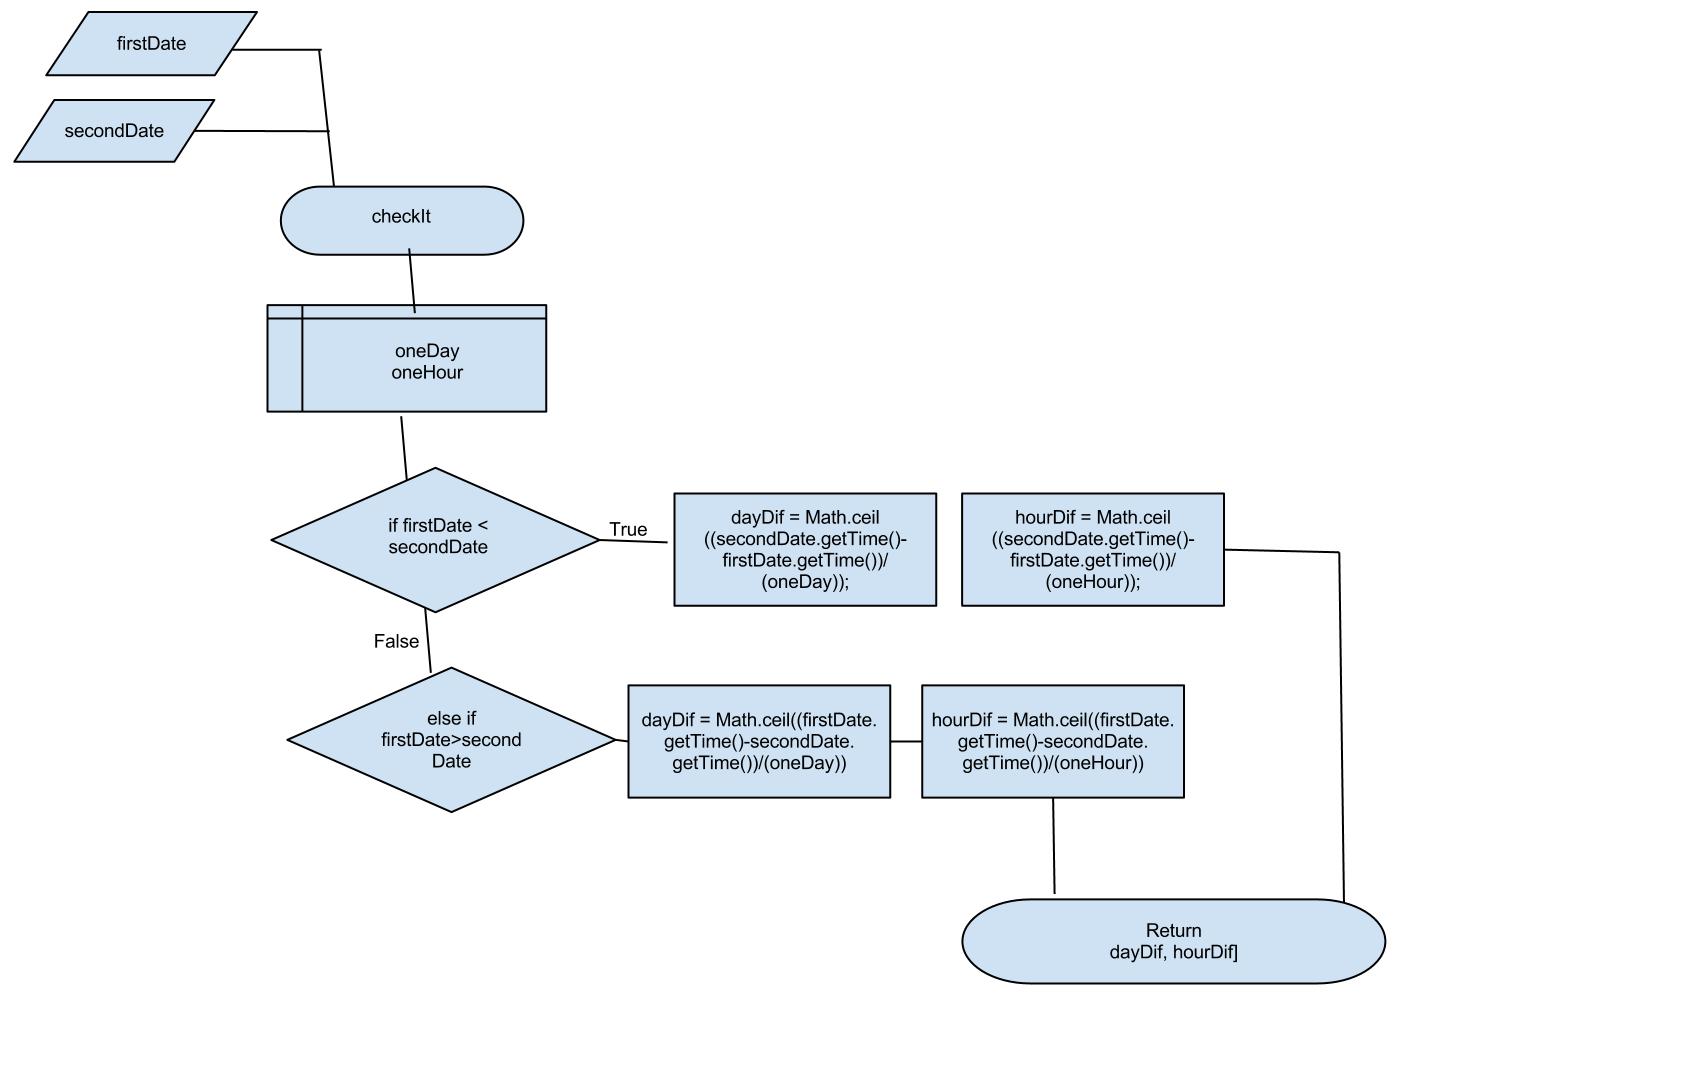 firstDate
secondDate
checkIt
oneDay
oneHour
if firstDate <
secondDate
True
dayDif = Math.ceil
((secondDate.getTime()-
firstDate.getTime())/
(oneDay));
hourDif = Math.ceil
((secondDate.getTime()-
firstDate.getTime())/
(oneHour));
False
else if
firstDate>second
Date
dayDif = Math.ceil((firstDate.
getTime()-secondDate.
getTime())/(oneDay))
hourDif = Math.ceil((firstDate.
getTime()-secondDate.
getTime())/(oneHour))
Return
dayDif, hourDif]